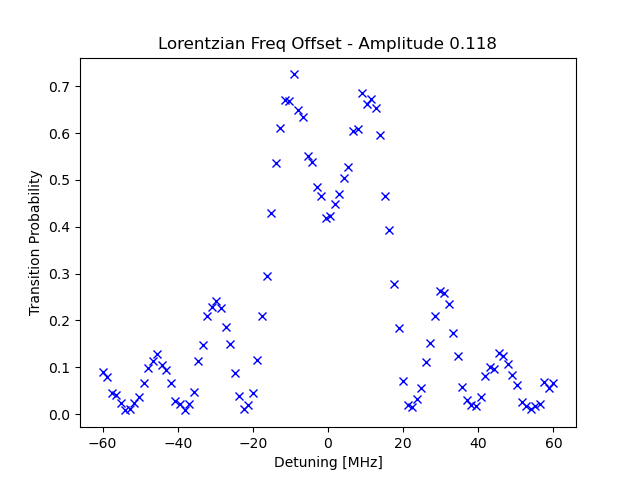 Lorentzian Freq Offset - Amplitude 0.118
Transition Probability
0.7
0.6
0.5
0.4
0.3
0.2
0.1
0.0
−60 −40 −20 0 20 40 60
Detuning [MHz]